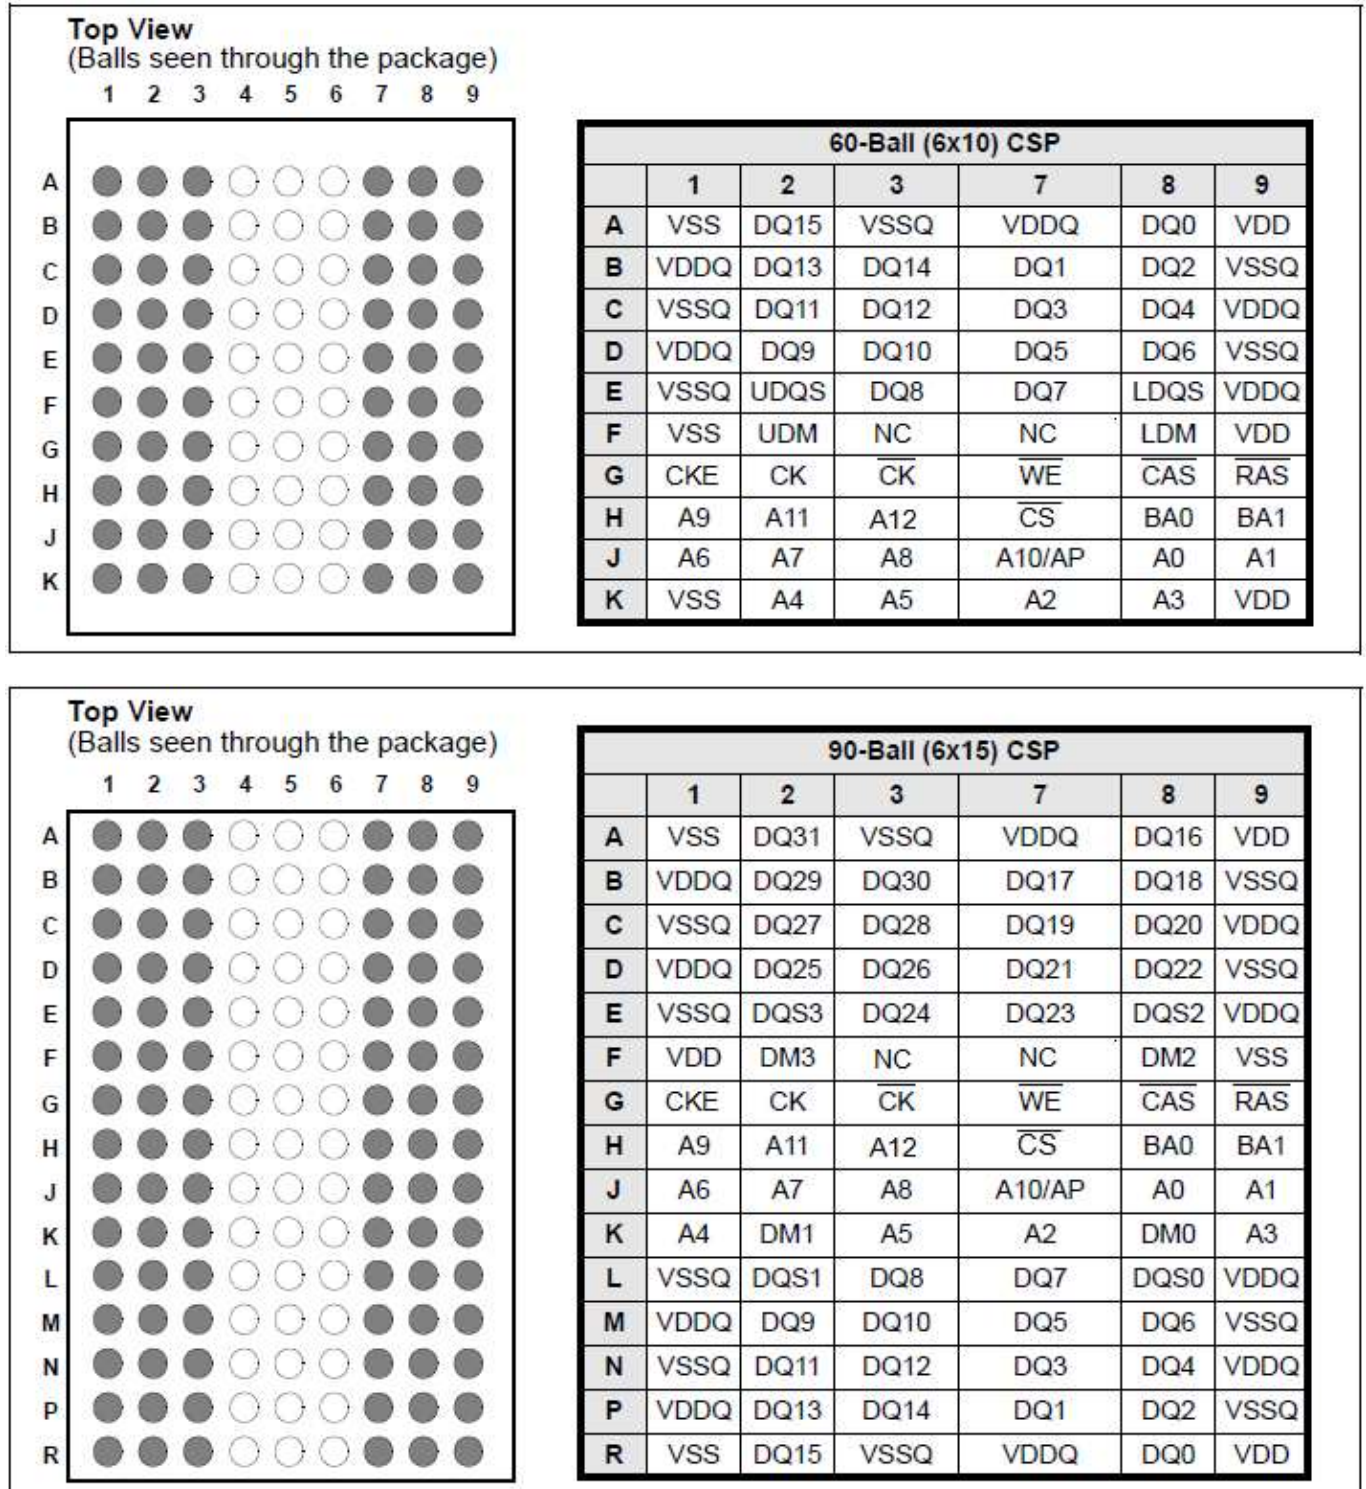 Top View
(Balls seen through the package)
1 2 3 4 5 6 7 8 9
A
B
C
D
E
F
G
H
J
K
60-Ball (6x10) CSP
1 2 3 7 8 9
A VSS DQ15 VSSQ VDDQ DQ0 VDD
B VDDQ DQ13 DQ14 DQ1 DQ2 VSSQ
C VSSQ DQ11 DQ12 DQ3 DQ4 VDDQ
D VDDQ DQ9 DQ10 DQ5 DQ6 VSSQ
E VSSQ UDQS DQ8 DQ7 LDQS VDDQ
F VSS UDM NC NC LDM VDD
G CKE CK C̅K̅ W̅E̅ C̅A̅S̅ R̅A̅S̅
H A9 A11 A12 C̅S̅ BA0 BA1
J A6 A7 A8 A10/AP A0 A1
K VSS A4 A5 A2 A3 VDD
Top View
(Balls seen through the package)
1 2 3 4 5 6 7 8 9
A
B
C
D
E
F
G
H
J
K
L
M
N
P
R
90-Ball (6x15) CSP
1 2 3 7 8 9
A VSS DQ31 VSSQ VDDQ DQ16 VDD
B VDDQ DQ29 DQ30 DQ17 DQ18 VSSQ
C VSSQ DQ27 DQ28 DQ19 DQ20 VDDQ
D VDDQ DQ25 DQ26 DQ21 DQ22 VSSQ
E VSSQ DQS3 DQ24 DQ23 DQS2 VDDQ
F VDD DM3 NC NC DM2 VSS
G CKE CK C̅K̅ W̅E̅ C̅A̅S̅ R̅A̅S̅
H A9 A11 A12 C̅S̅ BA0 BA1
J A6 A7 A8 A10/AP A0 A1
K A4 DM1 A5 A2 DM0 A3
L VSSQ DQS1 DQ8 DQ7 DQS0 VDDQ
M VDDQ DQ9 DQ10 DQ5 DQ6 VSSQ
N VSSQ DQ11 DQ12 DQ3 DQ4 VDDQ
P VDDQ DQ13 DQ14 DQ1 DQ2 VSSQ
R VSS DQ15 VSSQ VDDQ DQ0 VDD